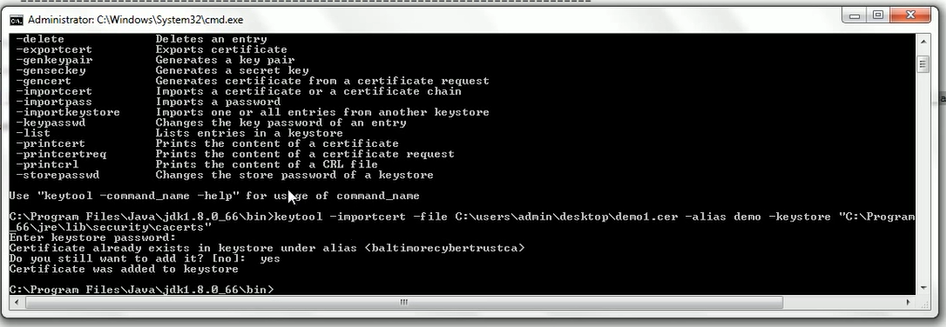 Administrator: C:\Windows\System32\cmd.exe
-delete Deletes an entry
-exportcert Exports certificate
-genkeypair Generates a key pair
-genseckey Generates a secret key
-gencert Generates certificate from a certificate request
-importcert Imports a certificate or a certificate chain
-importpass Imports a password
-importkeystore Imports one or all entries from another keystore
-keypasswd Changes the key password of an entry
-list Lists entries in a keystore
-printcert Prints the content of a certificate
-printcertreq Prints the content of a certificate request
-printcrl Prints the content of a CRL file
-storepasswd Changes the store password of a keystore
Use "keytool -command_name -help" for usage of command_name
C:\Program Files\Java\jdk1.8.0_66\bin>keytool -importcert -file C:\users\admin\desktop\demo1.cer -alias demo -keystore "C:\Program
_66\jre\lib\security\cacerts"
Enter keystore password:
Certificate already exists in keystore under alias <baltimorecybertrustca>
Do you still want to add it? [no]: yes
Certificate was added to keystore
C:\Program Files\Java\jdk1.8.0_66\bin>